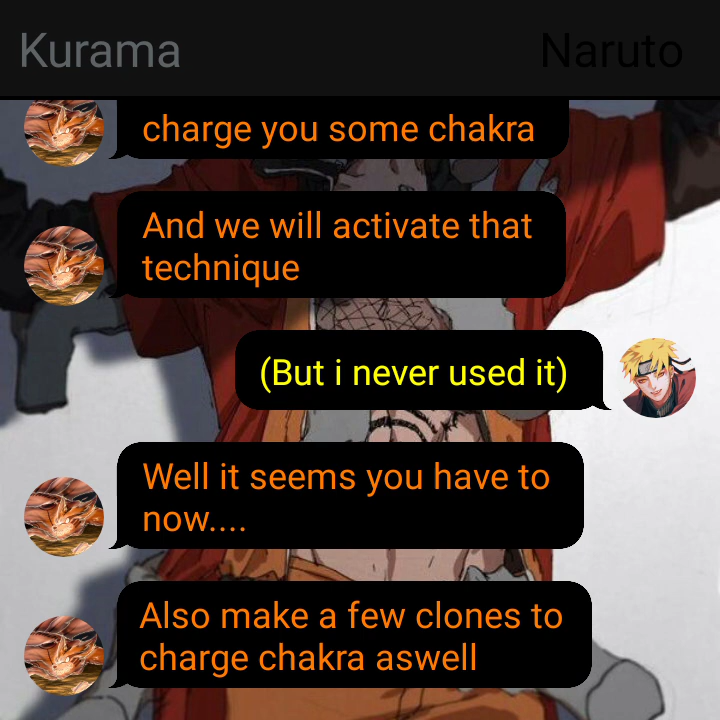 Kurama Naruto
charge you some chakra
And we will activate that
technique
(But i never used it)
Well it seems you have to
now....
Also make a few clones to
charge chakra aswell